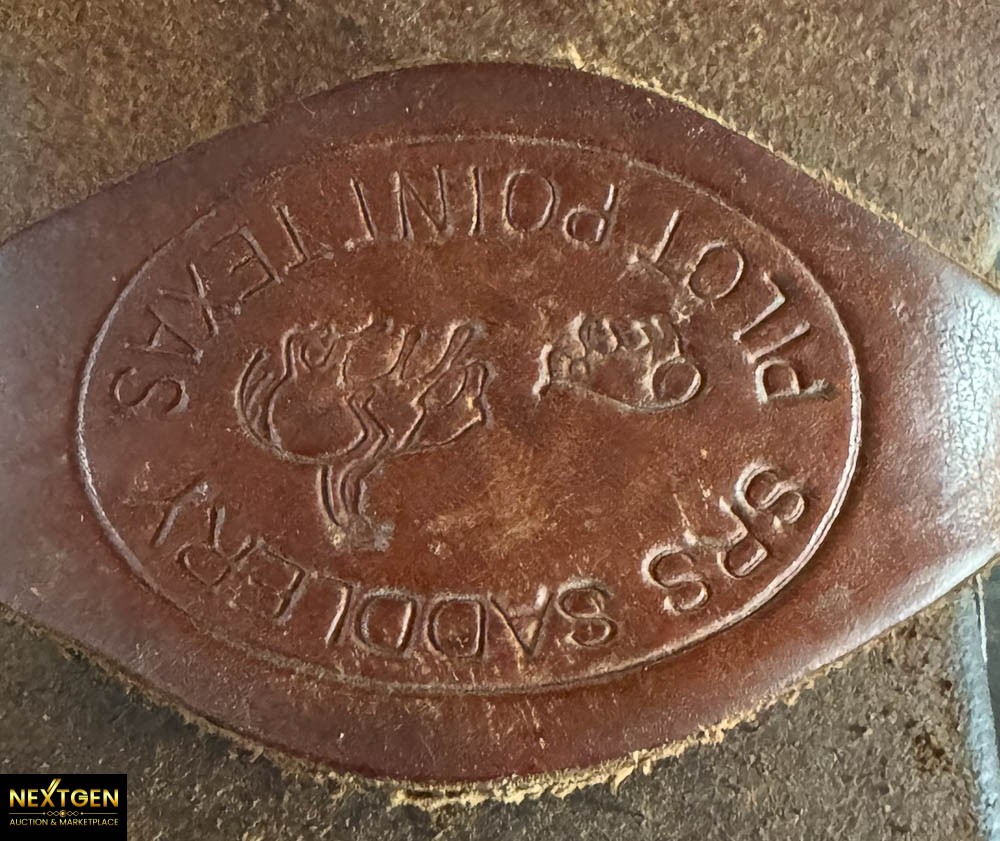 SRS SADDLERY
PILOT POINT, TEXAS
NEXTGEN
AUCTION & MARKETPLACE